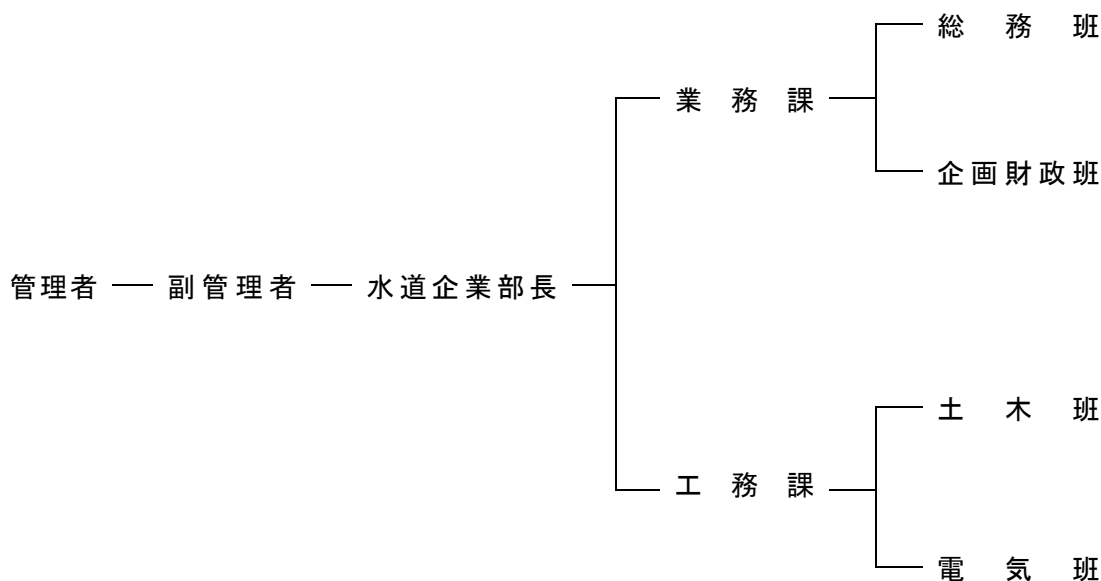 総務班
業務課
企画財政班
管理者 副管理者 水道企業部長
土木班
工務課
電気班